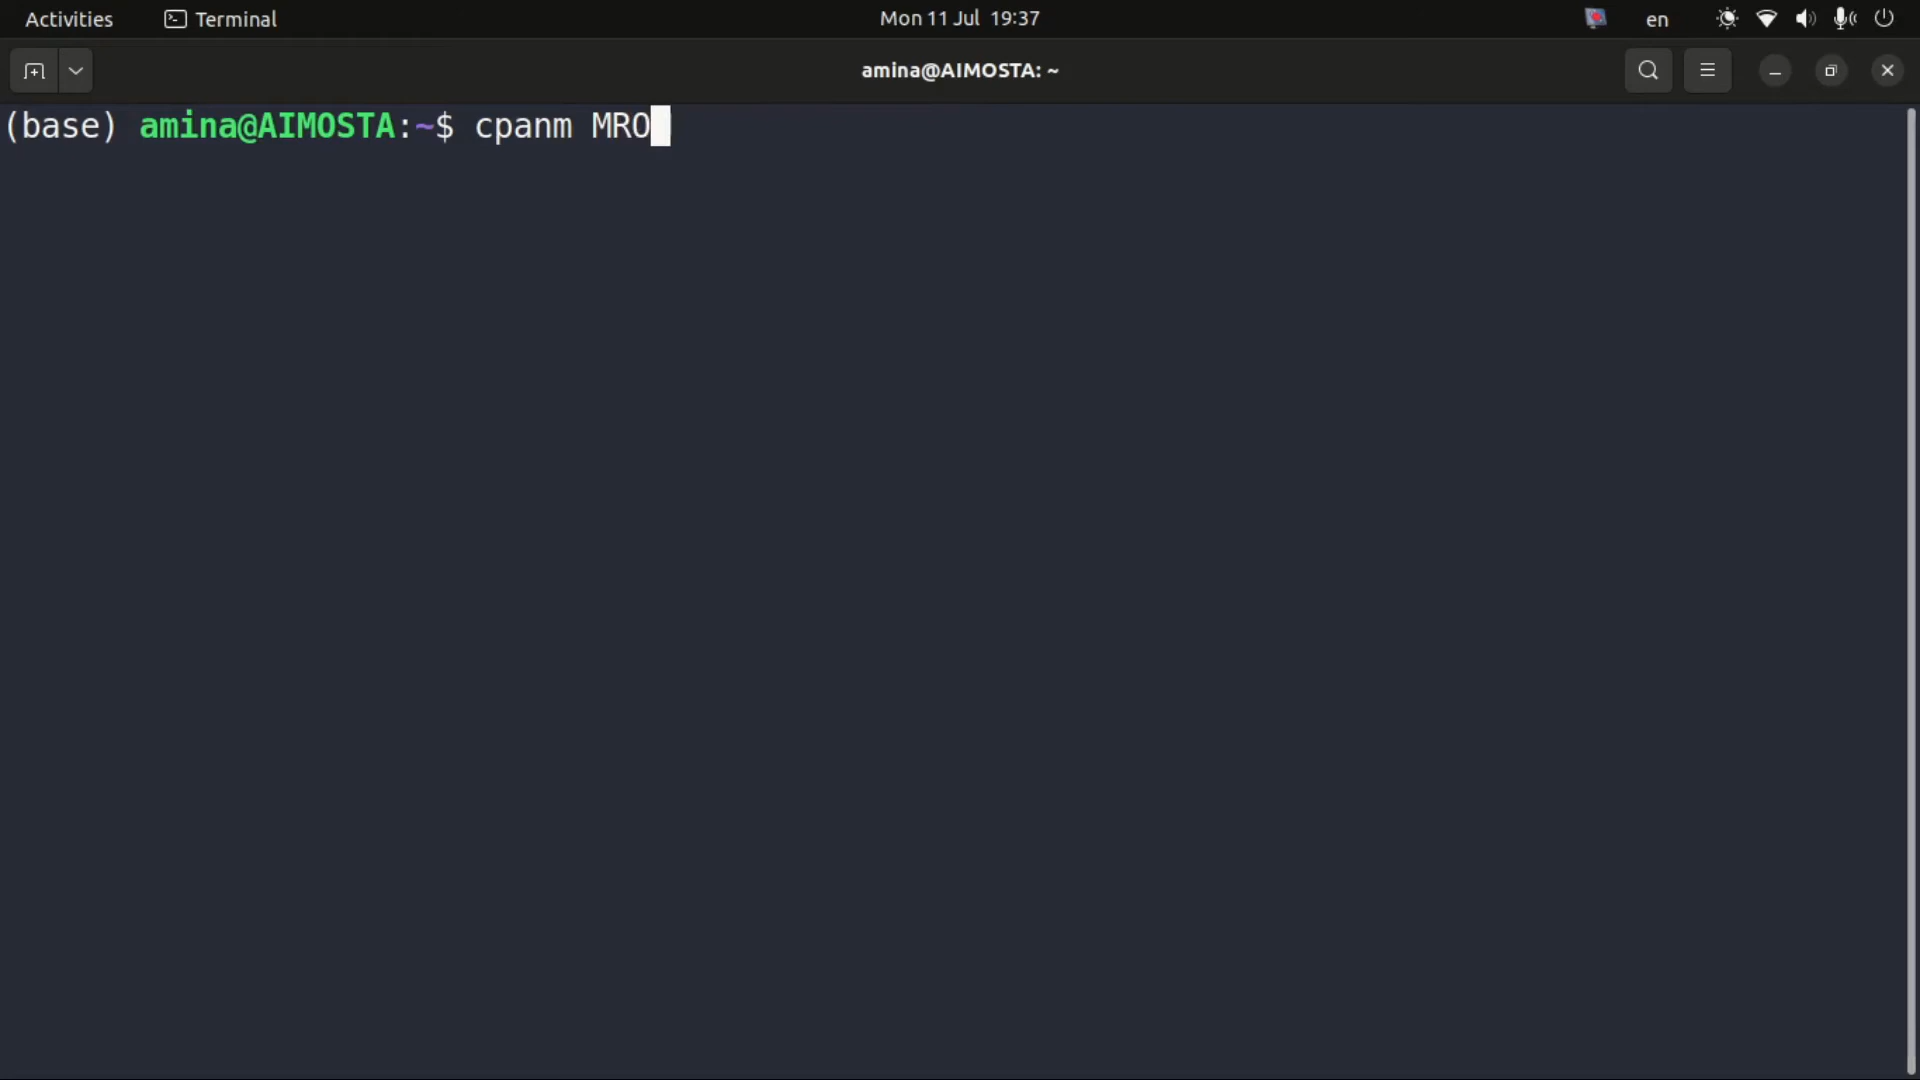 Activities Terminal Mon 11 Jul 19:37 en
amina@AIMOSTA: ~
(base) amina@AIMOSTA:~$ cpanm MRO